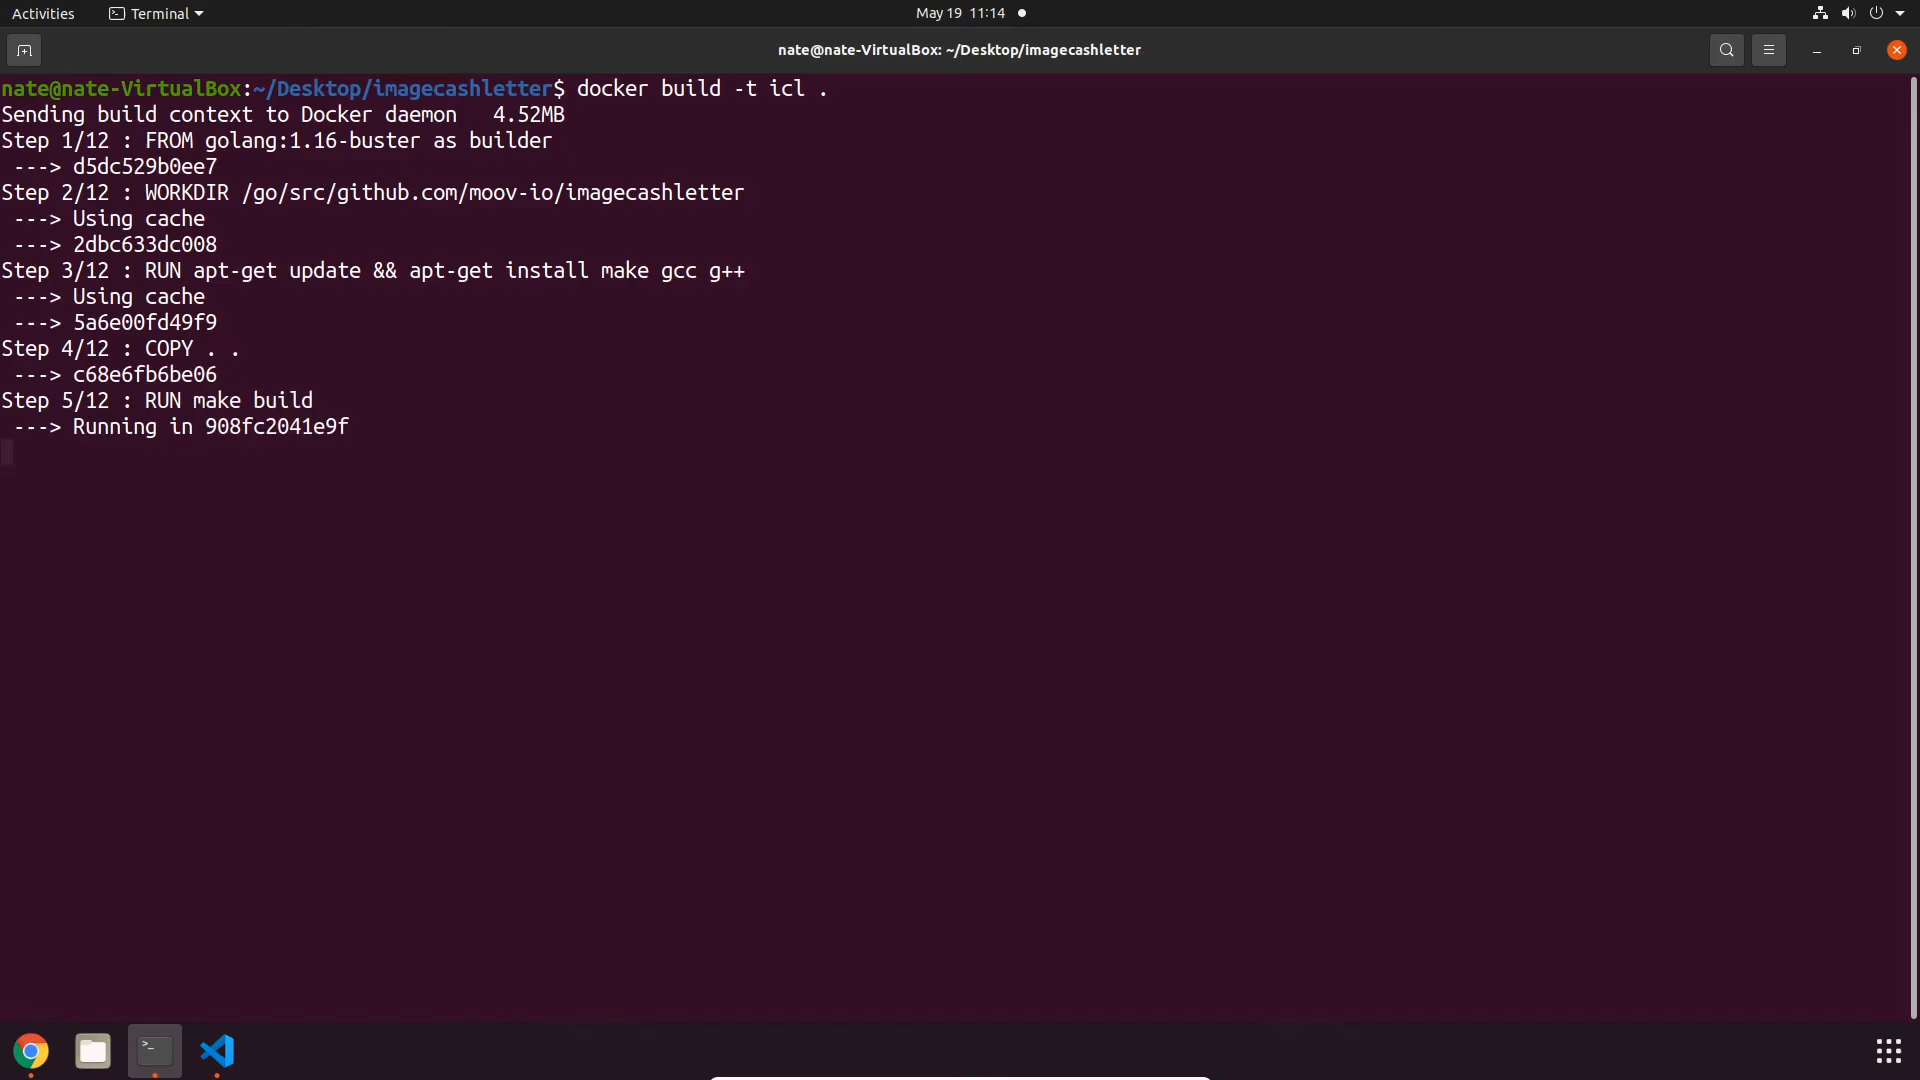 Activities
Terminal
May 19 11:14
nate@nate-VirtualBox: ~/Desktop/imagecashletter
nate@nate-VirtualBox:~/Desktop/imagecashletter$ docker build -t icl .
Sending build context to Docker daemon   4.52MB
Step 1/12 : FROM golang:1.16-buster as builder
 ---> d5dc529b0ee7
Step 2/12 : WORKDIR /go/src/github.com/moov-io/imagecashletter
 ---> Using cache
 ---> 2dbc633dc008
Step 3/12 : RUN apt-get update && apt-get install make gcc g++
 ---> Using cache
 ---> 5a6e00fd49f9
Step 4/12 : COPY . .
 ---> c68e6fb6be06
Step 5/12 : RUN make build
 ---> Running in 908fc2041e9f